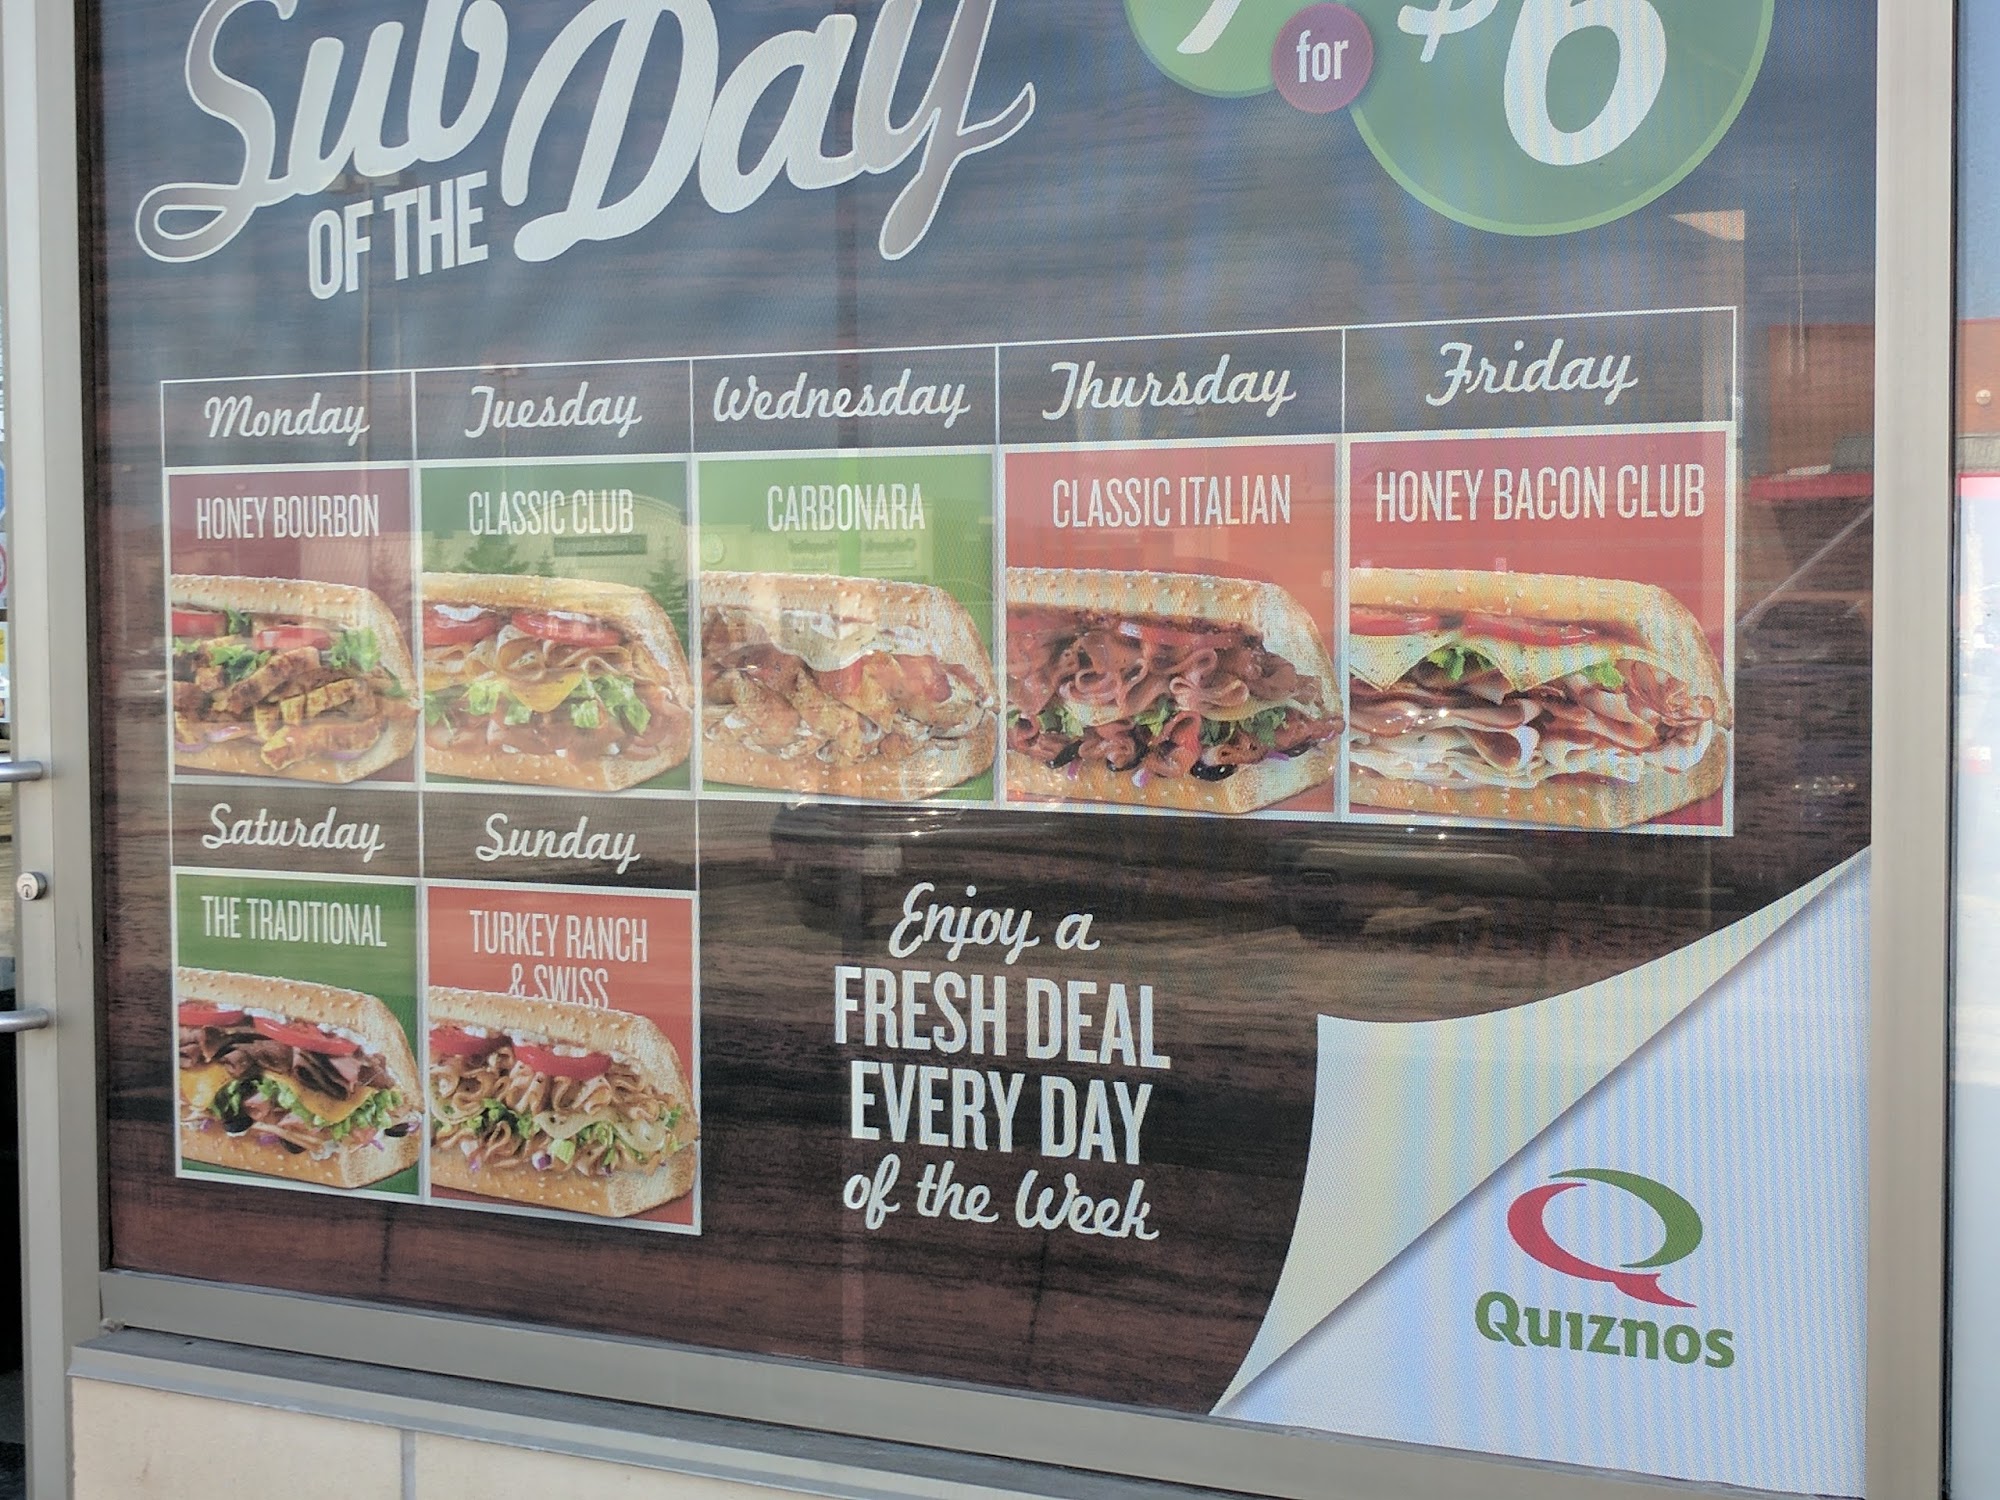 Sub
OF THE
Day
for
$6
Monday
Tuesday
Wednesday
Thursday
Friday
HONEY BOURBON
CLASSIC CLUB
CARBONARA
CLASSIC ITALIAN
HONEY BACON CLUB
Saturday
Sunday
THE TRADITIONAL
TURKEY RANCH
& SWISS
Enjoy a
FRESH DEAL
EVERY DAY
of the Week
Quiznos